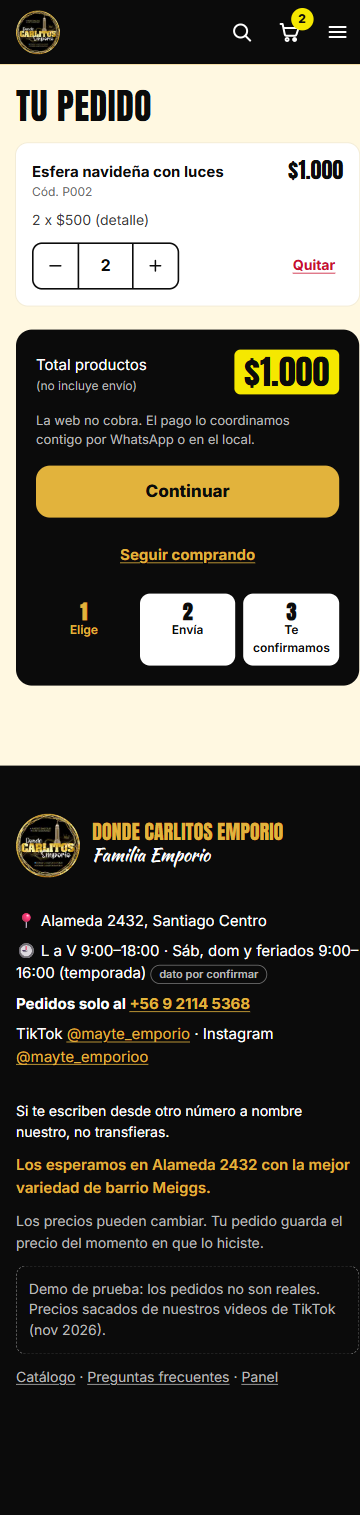 Donde
CARLITOS
Emporio
2
TU PEDIDO
Esfera navideña con luces
$1.000
Cód. P002
2 x $500 (detalle)
− 2 +
Quitar
Total productos
(no incluye envío)
$1.000
La web no cobra. El pago lo coordinamos
contigo por WhatsApp o en el local.
Continuar
Seguir comprando
1
Elige
2
Envía
3
Te
confirmamos
Donde
CARLITOS
Emporio
DONDE CARLITOS EMPORIO
Familia Emporio
📍 Alameda 2432, Santiago Centro
🕘 L a V 9:00–18:00 · Sáb, dom y feriados 9:00–
16:00 (temporada) dato por confirmar
Pedidos solo al +56 9 2114 5368
TikTok @mayte_emporio · Instagram
@mayte_emporioo
Si te escriben desde otro número a nombre
nuestro, no transfieras.
Los esperamos en Alameda 2432 con la mejor
variedad de barrio Meiggs.
Los precios pueden cambiar. Tu pedido guarda el
precio del momento en que lo hiciste.
Demo de prueba: los pedidos no son reales.
Precios sacados de nuestros videos de TikTok
(nov 2026).
Catálogo · Preguntas frecuentes · Panel